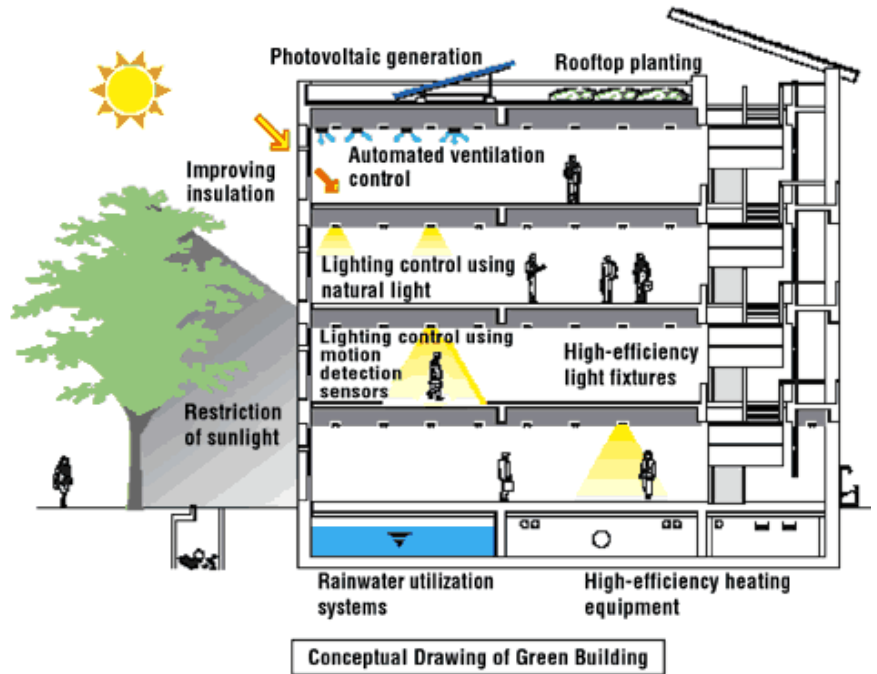 Photovoltaic generation
Rooftop planting
Improving
insulation
Automated ventilation
control
Lighting control using
natural light
Lighting control using
motion
detection
sensors
High-efficiency
light fixtures
Restriction
of sunlight
Rainwater utilization
systems
High-efficiency heating
equipment
Conceptual Drawing of Green Building